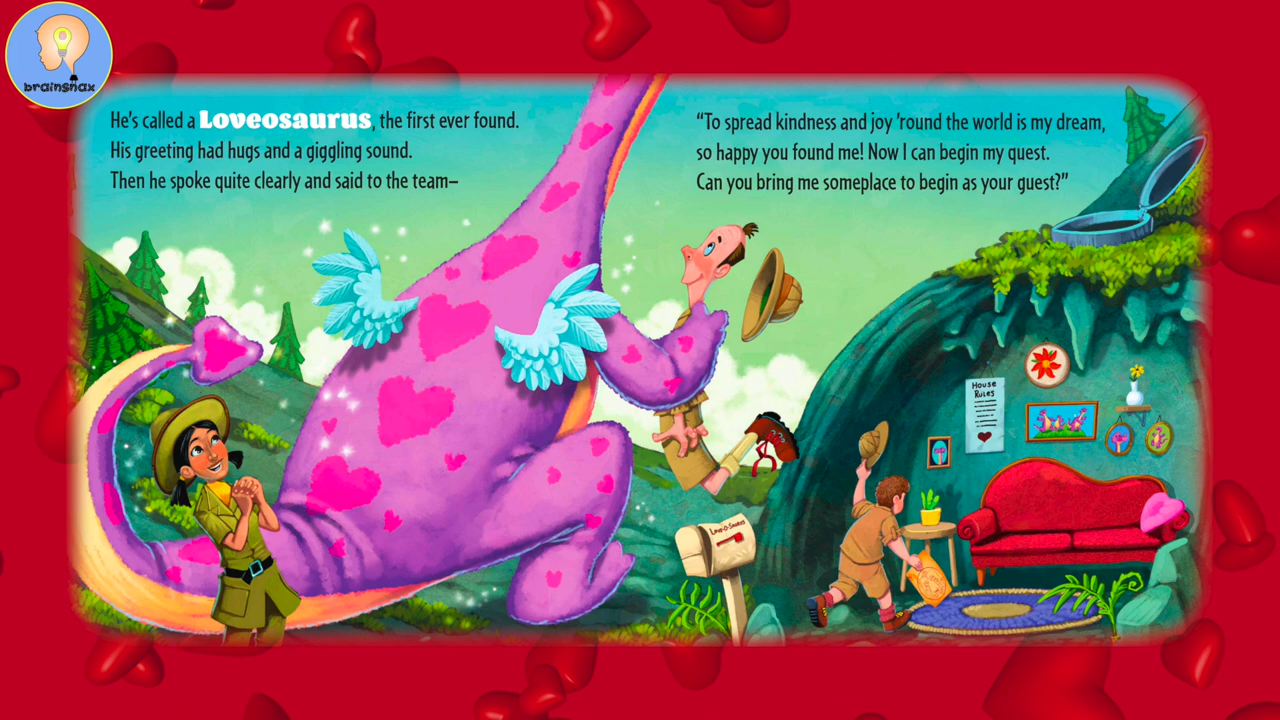 brainsnax
He's called a Loveosaurus, the first ever found.
His greeting had hugs and a giggling sound.
Then he spoke quite clearly and said to the team–
“To spread kindness and joy ’round the world is my dream,
so happy you found me! Now I can begin my quest.
Can you bring me someplace to begin as your guest?”
House
Rules
Love-O-Saurus